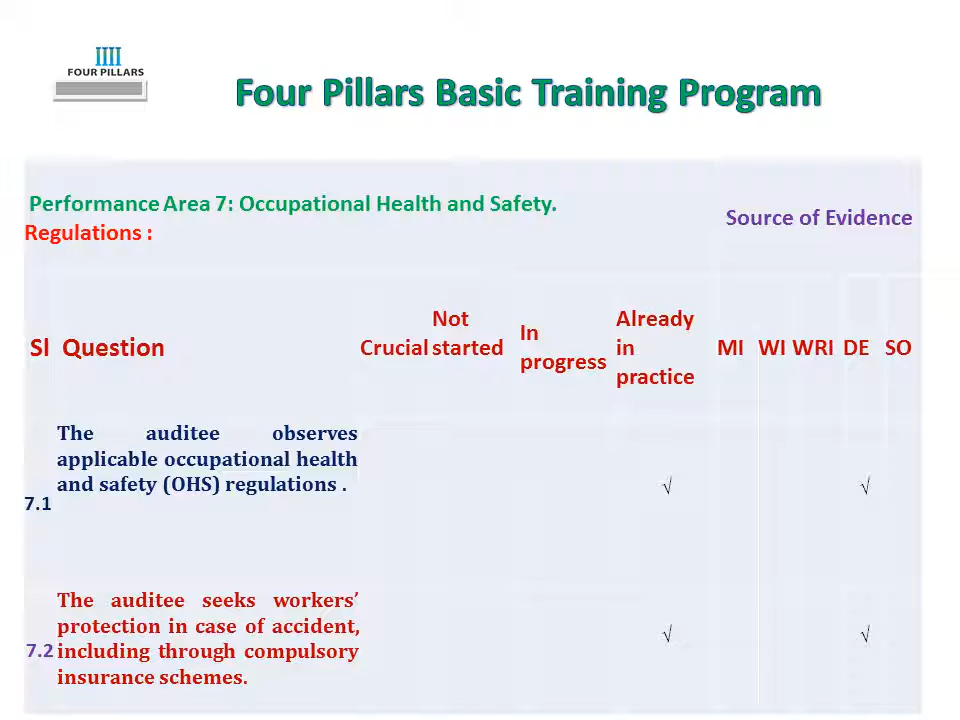 FOUR PILLARS
Four Pillars Basic Training Program
Performance Area 7: Occupational Health and Safety.
Regulations :
Source of Evidence
Sl Question
Crucial
Not
started
In
progress
Already
in
practice
MI WI WRI DE SO
7.1
The auditee observes
applicable occupational health
and safety (OHS) regulations .
√ √
7.2
The auditee seeks workers’
protection in case of accident,
including through compulsory
insurance schemes.
√ √